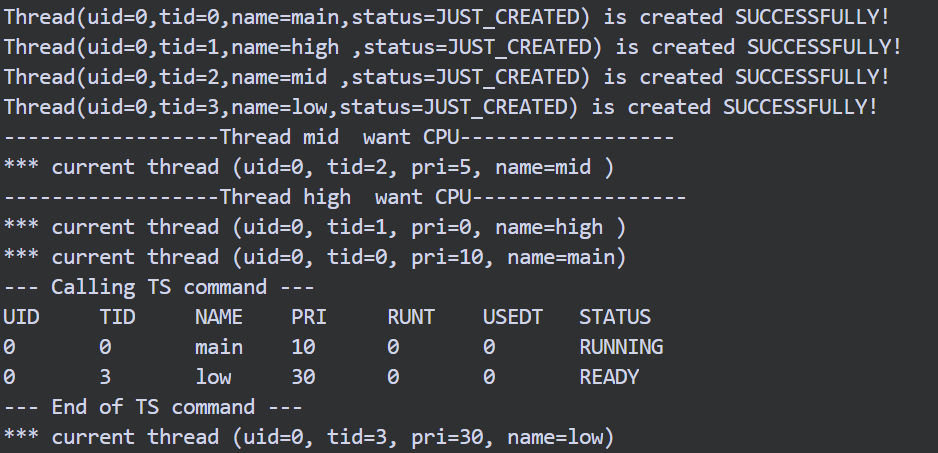 Thread(uid=0,tid=0,name=main,status=JUST_CREATED) is created SUCCESSFULLY!
Thread(uid=0,tid=1,name=high ,status=JUST_CREATED) is created SUCCESSFULLY!
Thread(uid=0,tid=2,name=mid ,status=JUST_CREATED) is created SUCCESSFULLY!
Thread(uid=0,tid=3,name=low,status=JUST_CREATED) is created SUCCESSFULLY!
------------------Thread mid  want CPU------------------
*** current thread (uid=0, tid=2, pri=5, name=mid )
------------------Thread high  want CPU------------------
*** current thread (uid=0, tid=1, pri=0, name=high )
*** current thread (uid=0, tid=0, pri=10, name=main)
--- Calling TS command ---
UID     TID     NAME    PRI     RUNT    USEDT   STATUS
0       0       main    10      0       0       RUNNING
0       3       low     30      0       0       READY
--- End of TS command ---
*** current thread (uid=0, tid=3, pri=30, name=low)